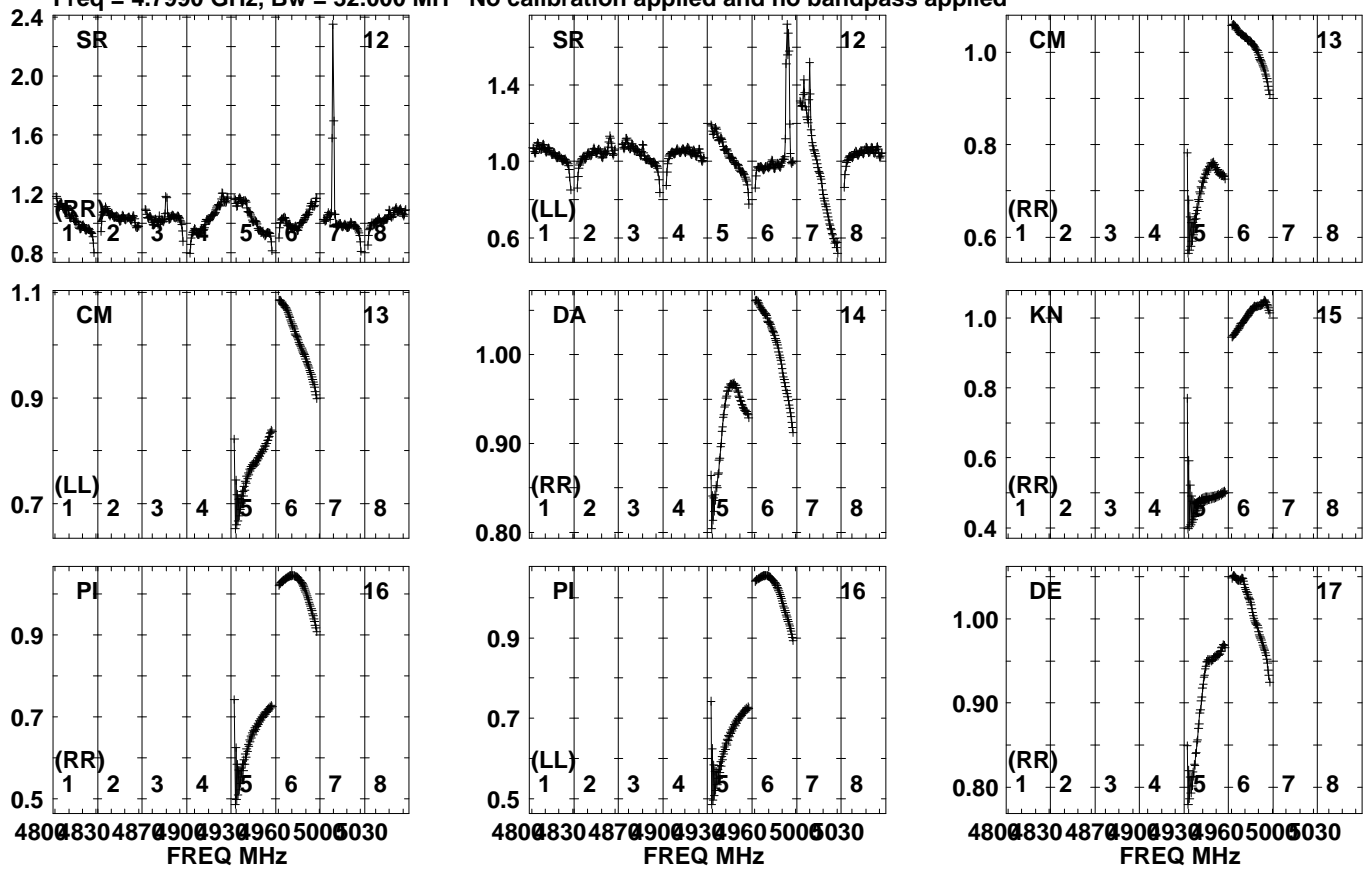 Freq = 4.7990 GHz, Bw = 32.000 MH No calibration applied and no bandpass applied
2.4 SR 12
2.0
1.6
1.2
(RR)
1 2 3 4 5 6 7 8
0.8
SR 12
1.4
1.0
(LL)
0.6 1 2 3 4 5 6 7 8
CM 13
1.0
0.8
(RR)
0.6 1 2 3 4 5 6 7 8
1.1 CM 13
0.9
(LL)
0.7 1 2 3 4 5 6 7 8
DA 14
1.00
0.90
(RR)
1 2 3 4 5 6 7 8
0.80
KN 15
1.0
0.8
0.6
(RR)
1 2 3 4 5 6 7 8
0.4
PI 16
0.9
0.7
(RR)
0.5 1 2 3 4 5 6 7 8
4800 4830 4870 4900 4930 4960 5000 5030
FREQ MHz
PI 16
0.9
0.7
(LL)
0.5 1 2 3 4 5 6 7 8
4800 4830 4870 4900 4930 4960 5000 5030
FREQ MHz
DE 17
1.00
0.90
(RR)
0.80 1 2 3 4 5 6 7 8
4800 4830 4870 4900 4930 4960 5000 5030
FREQ MHz